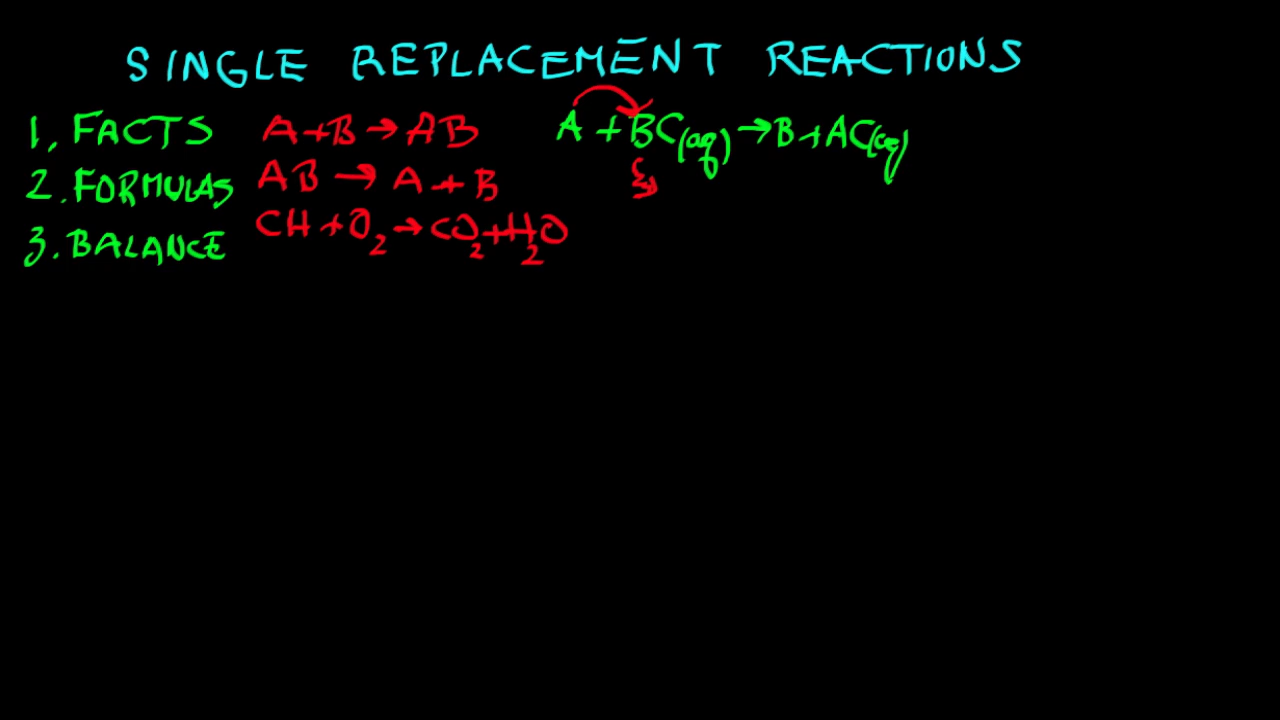 SINGLE REPLACEMENT REACTIONS
1. FACTS A+B→AB A+BC(aq)→B+AC(aq)
2. FORMULAS AB→A+B
3. BALANCE CH+O₂→CO₂+H₂O